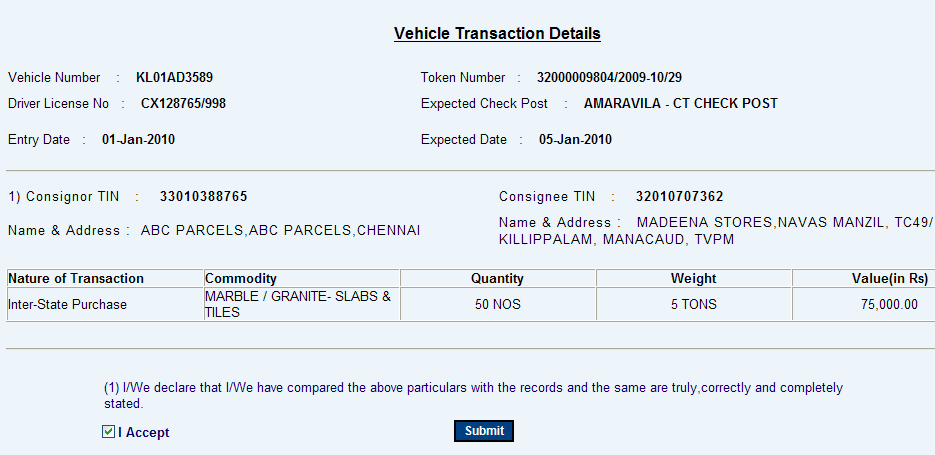 Vehicle Transaction Details
Vehicle Number : KL01AD3589 Token Number : 32000009804/2009-10/29
Driver License No : CX128765/998 Expected Check Post : AMARAVILA - CT CHECK POST
Entry Date : 01-Jan-2010 Expected Date : 05-Jan-2010
1) Consignor TIN : 33010388765 Consignee TIN : 32010707362
Name & Address : ABC PARCELS,ABC PARCELS,CHENNAI Name & Address : MADEENA STORES,NAVAS MANZIL, TC49/
KILLIPPALAM, MANACAUD, TVPM
Nature of Transaction Commodity Quantity Weight Value(in Rs)
Inter-State Purchase MARBLE / GRANITE- SLABS & 50 NOS 5 TONS 75,000.00
TILES
(1) I/We declare that I/We have compared the above particulars with the records and the same are truly,correctly and completely
stated.
I Accept Submit